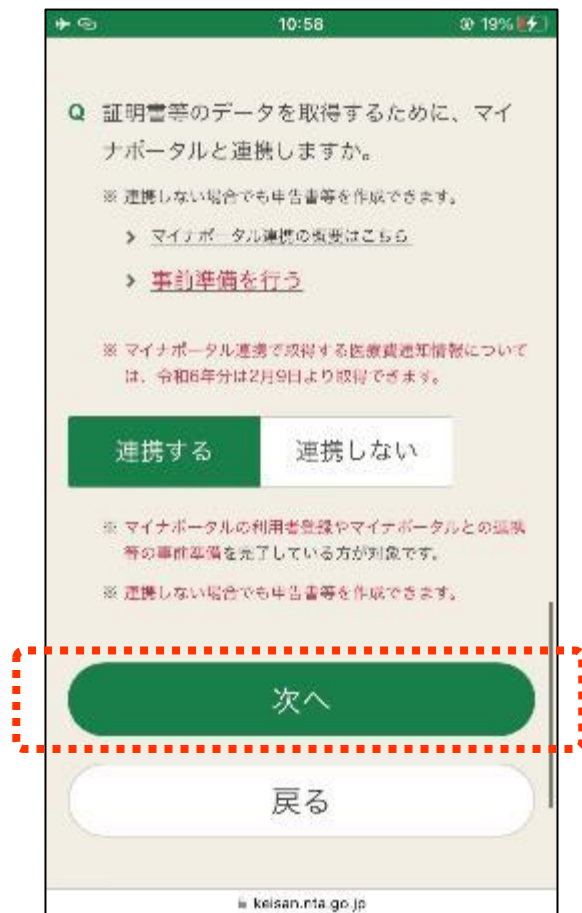 10:58
19%
Q 証明書等のデータを取得するために、マイ
ナポータルと連携しますか。
※ 連携しない場合でも申告書等を作成できます。
> マイナポータル連携の概要はこちら
> 事前準備を行う
※ マイナポータル連携で取得する医療費通知情報について
は、令和6年分は2月9日より取得できます。
連携する 連携しない
※ マイナポータルの利用者登録やマイナポータルとの連携
等の事前準備を完了している方が対象です。
※ 連携しない場合でも申告書等を作成できます。
次へ
戻る
keisan.nta.go.jp